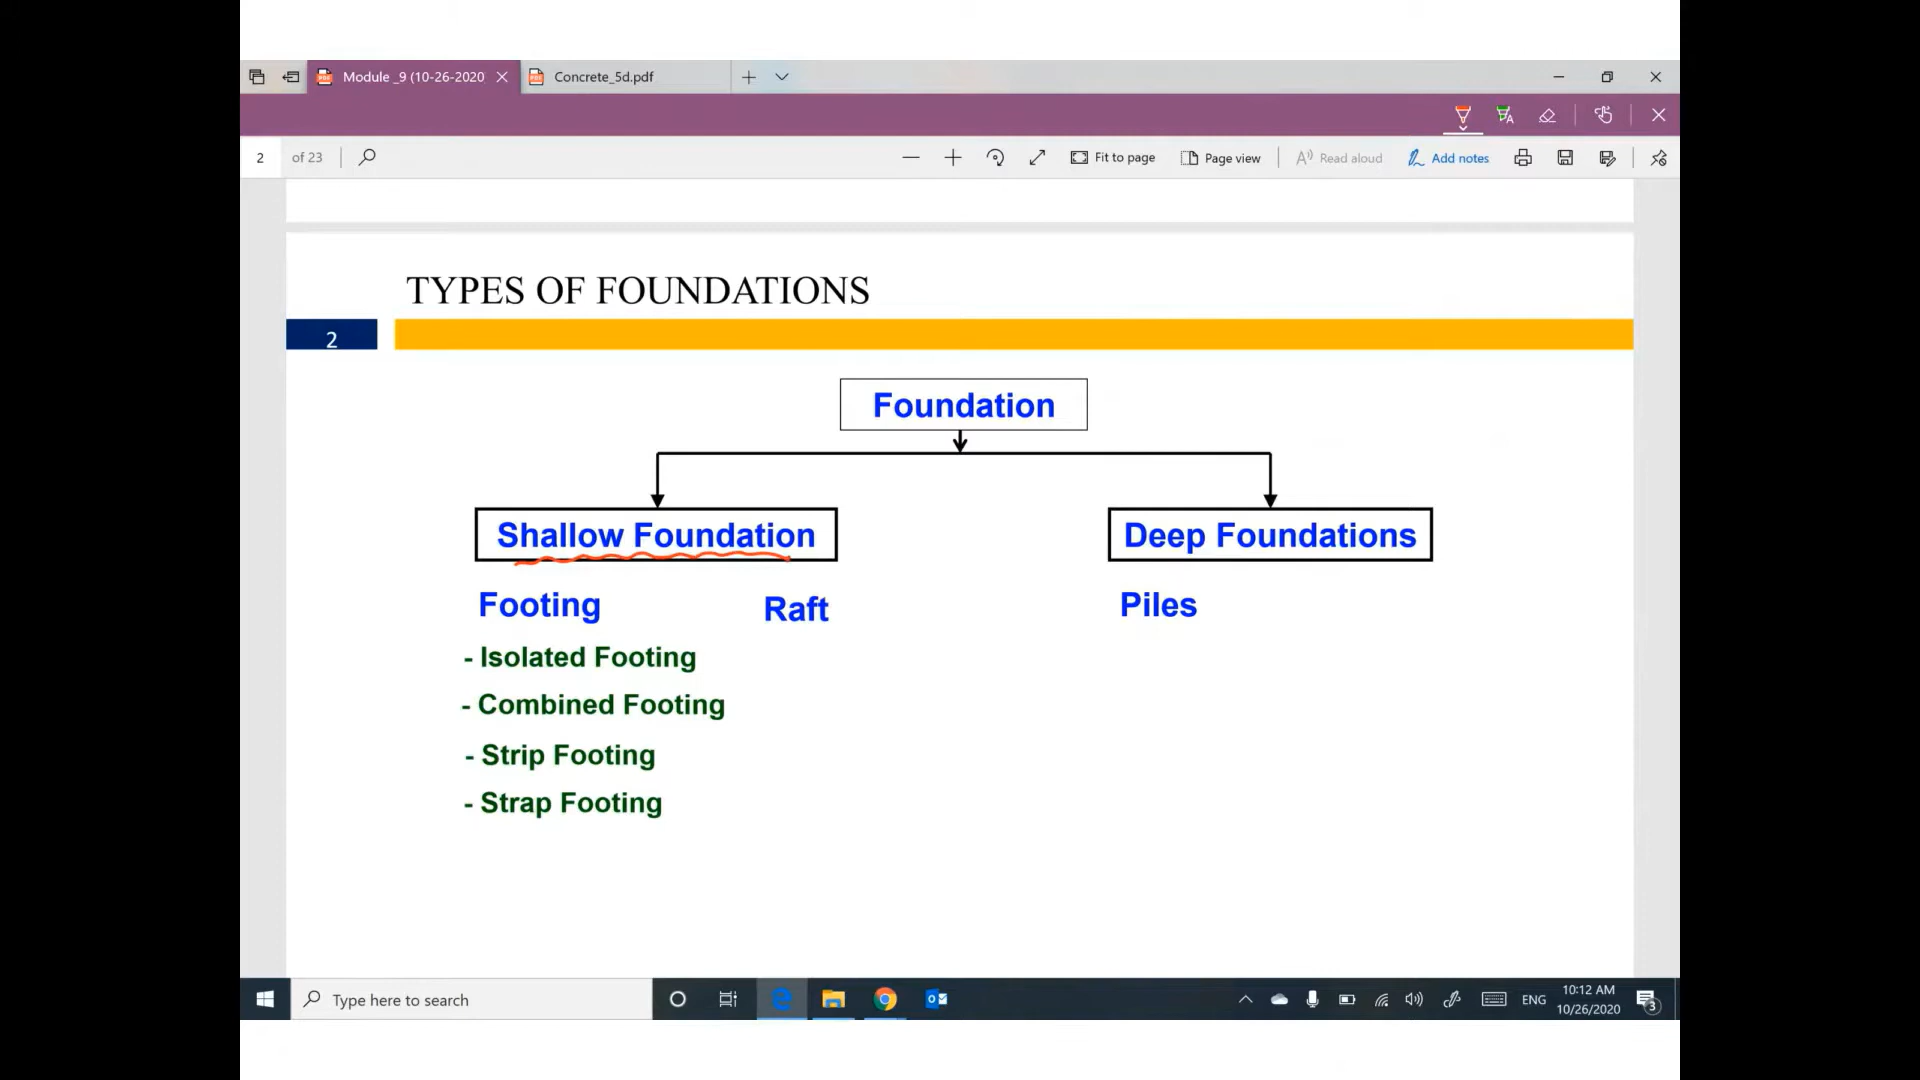 Module _9 (10-26-2020
Concrete_5d.pdf
2 of 23
Fit to page
Page view
Read aloud
Add notes
TYPES OF FOUNDATIONS
2
Foundation
Shallow Foundation
Deep Foundations
Footing
Raft
Piles
- Isolated Footing
- Combined Footing
- Strip Footing
- Strap Footing
Type here to search
ENG
10:12 AM
10/26/2020
3